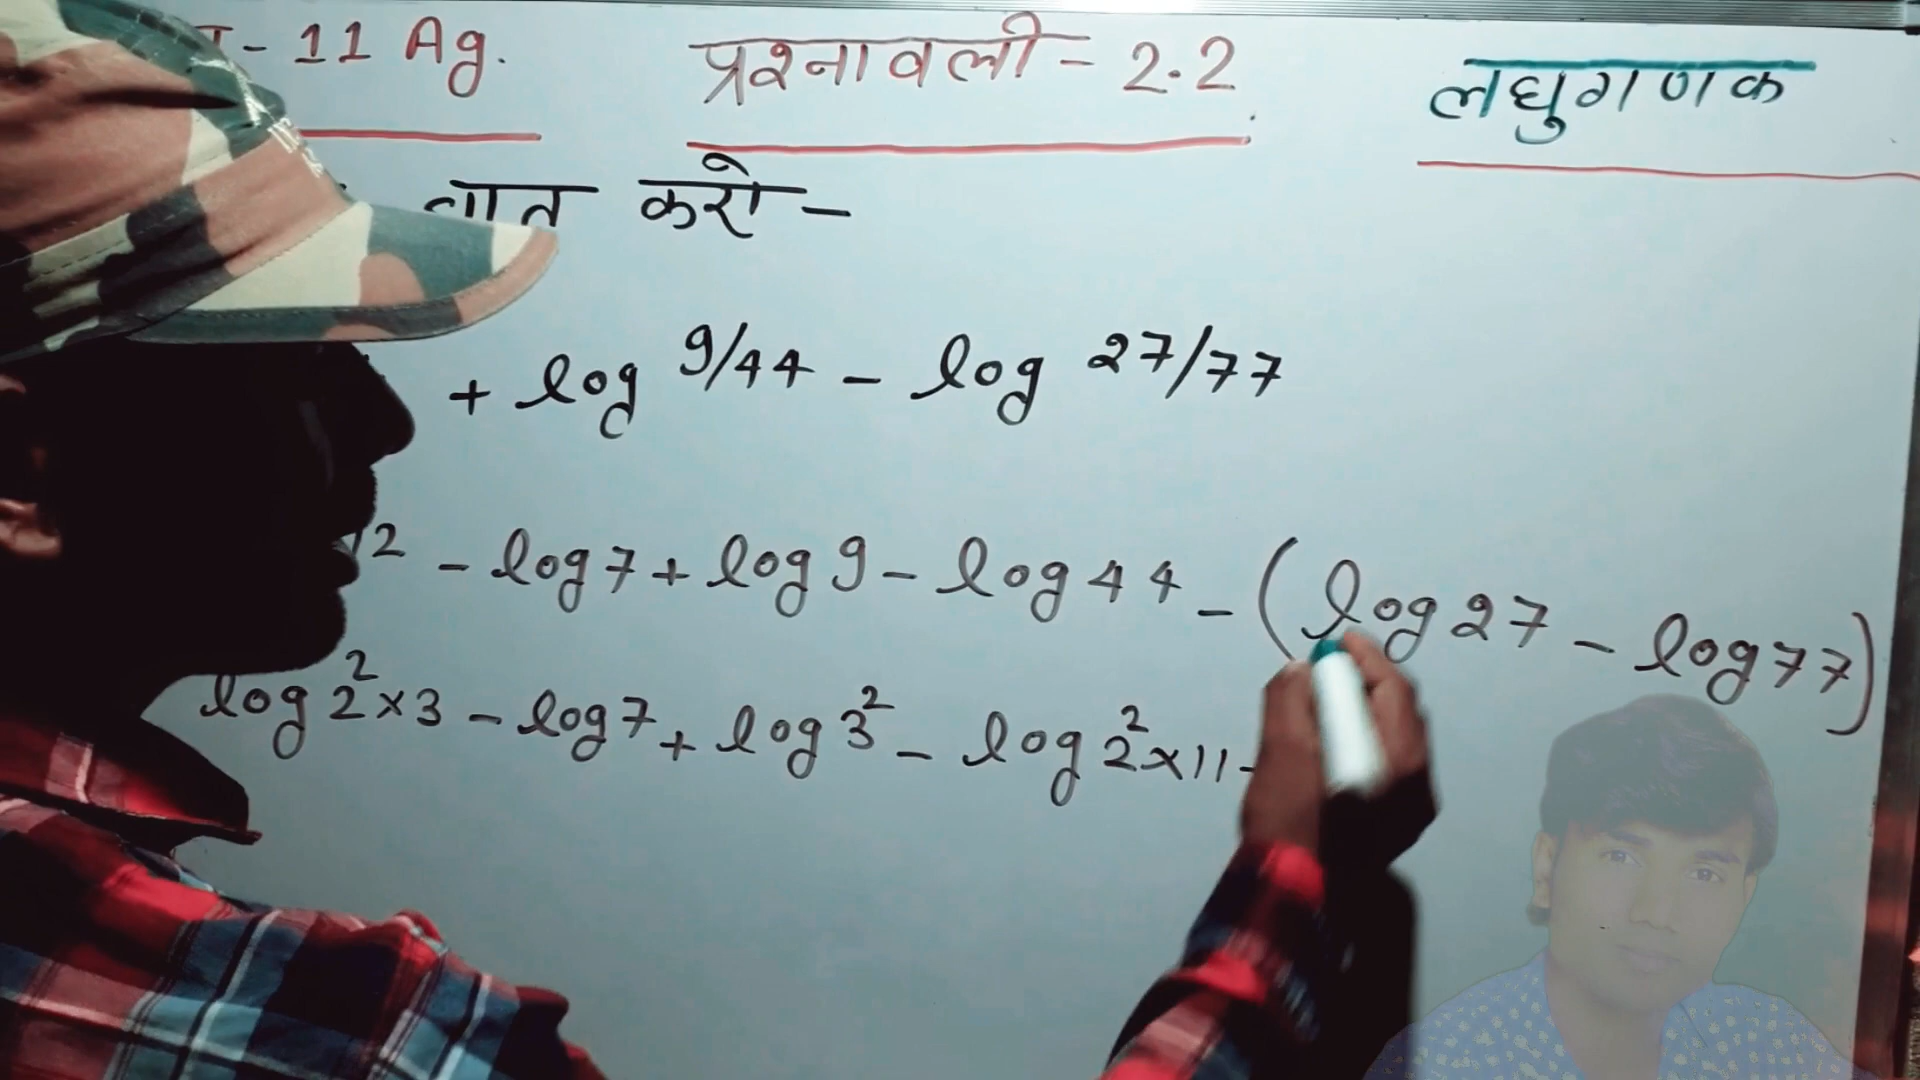 - 11 Ag. प्रश्नावली - 2.2 लघुगणक
करो -
+ log 9/44 - log 27/77
12 - log 7 + log 9 - log 44 - (log 27 - log 77)
log 2² × 3 - log 7 + log 3² - log 2² × 11 -